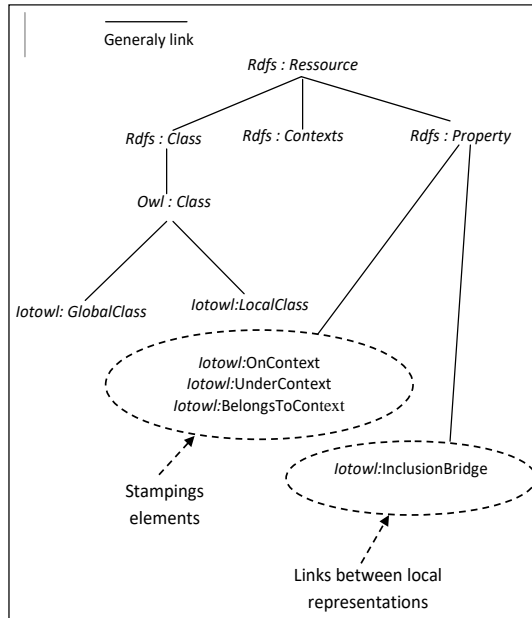 Generaly link
Rdfs : Ressource
Rdfs : Class
Rdfs : Contexts
Rdfs : Property
Owl : Class
Iotowl: GlobalClass
Iotowl:LocalClass
Iotowl:OnContext
Iotowl:UnderContext
Iotowl:BelongsToContext
Iotowl:InclusionBridge
Stampings
elements
Links between local
representations